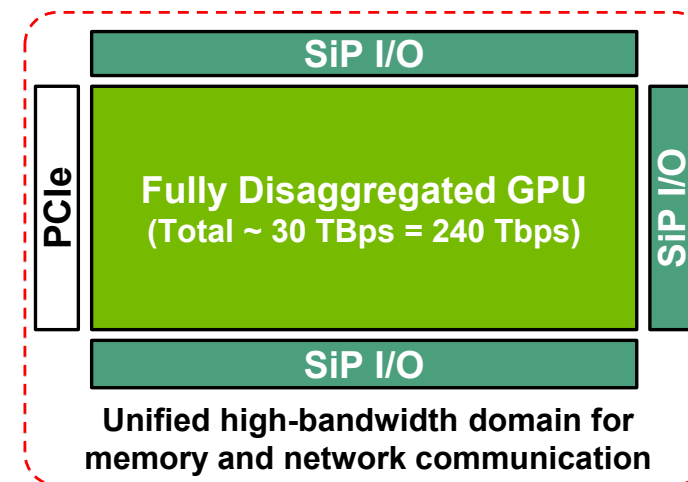 SiP I/O
PCIe
Fully Disaggregated GPU
(Total ~ 30 TBps = 240 Tbps)
SiP I/O
SiP I/O
Unified high-bandwidth domain for
memory and network communication